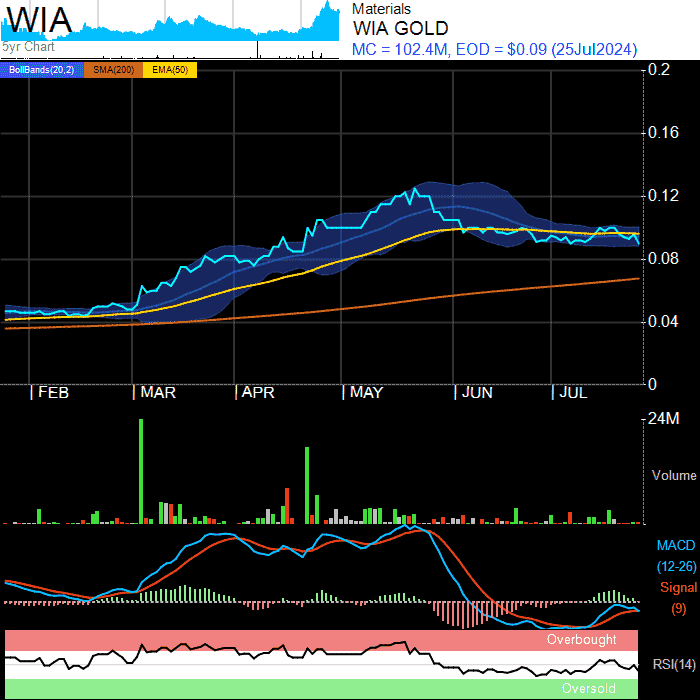 WIA
5yr Chart
Materials
WIA GOLD
MC = 102.4M, EOD = $0.09 (25Jul2024)
BollBands(20,2) SMA(200) EMA(50)
0.2
0.16
0.12
0.08
0.04
0
FEB MAR APR MAY JUN JUL
24M
Volume
MACD
(12-26)
Signal
(9)
Overbought
RSI(14)
Oversold